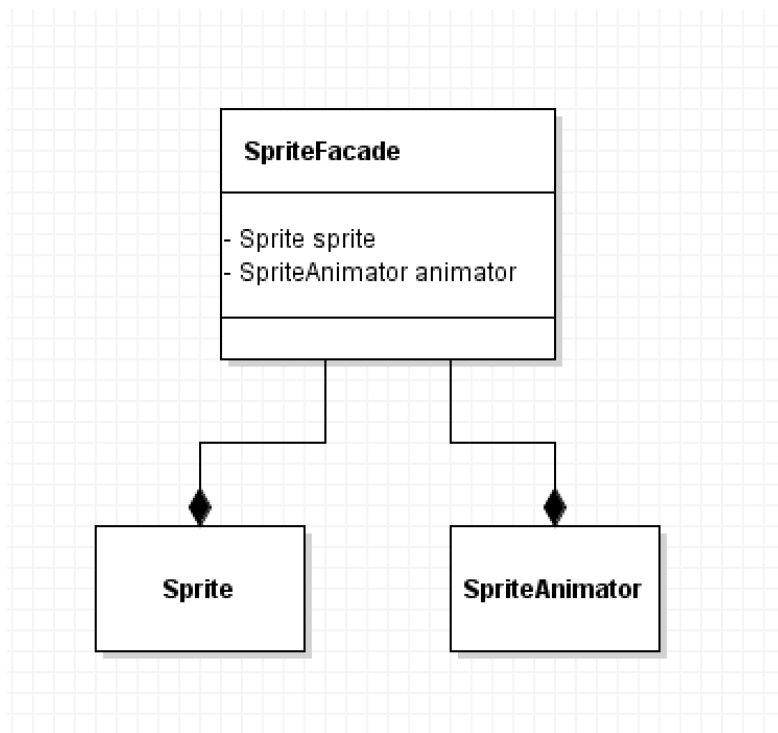 SpriteFacade
- Sprite sprite
- SpriteAnimator animator
Sprite
SpriteAnimator